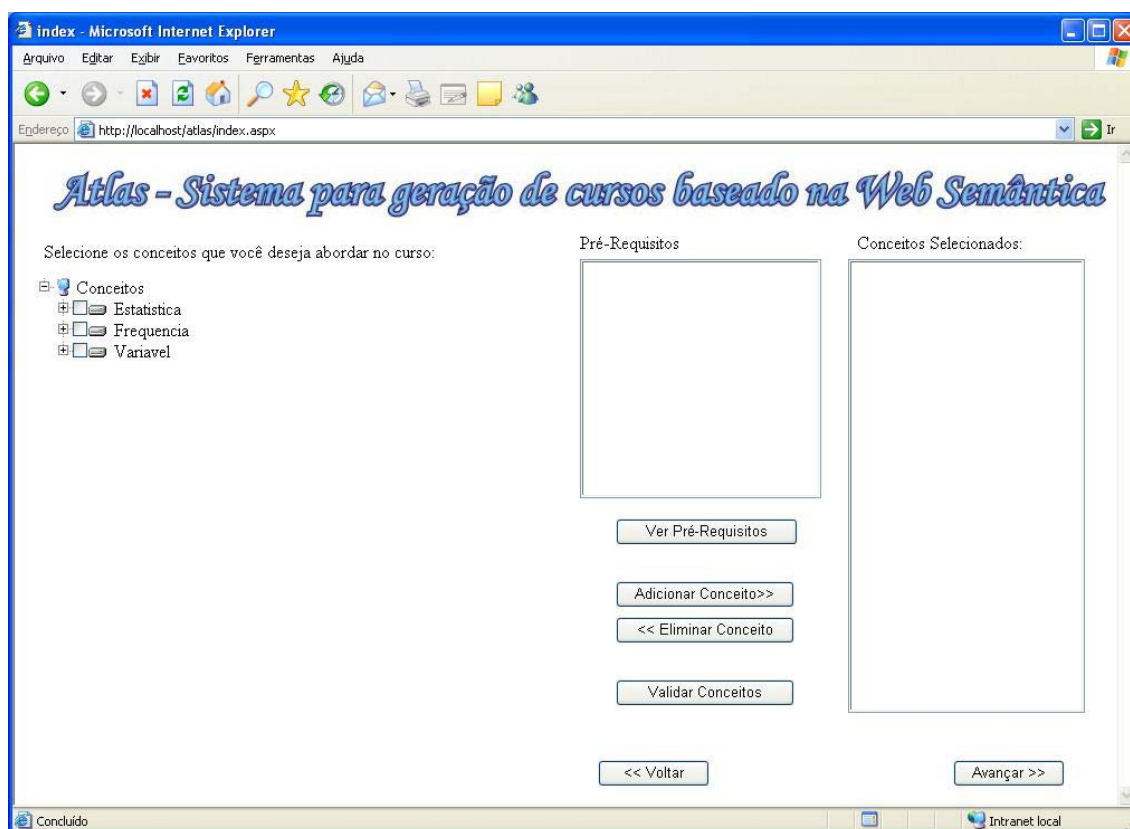 index - Microsoft Internet Explorer
Arquivo Editar Exibir Favoritos Ferramentas Ajuda
Endereço http://localhost/atlas/index.aspx Ir
Atlas - Sistema para geração de cursos baseado na Web Semântica
Selecione os conceitos que você deseja abordar no curso:
Pré-Requisitos
Conceitos Selecionados:
Conceitos
Estatistica
Frequencia
Variavel
Ver Pré-Requisitos
Adicionar Conceito>>
<< Eliminar Conceito
Validar Conceitos
<< Voltar
Avançar >>
Concluído
Intranet local